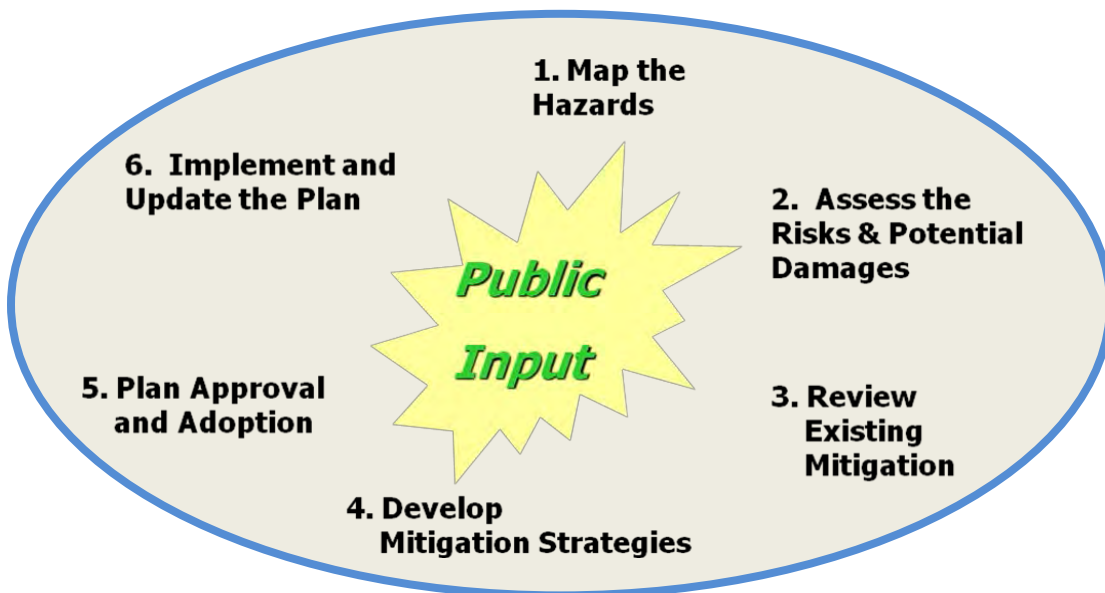 1. Map the
Hazards
2. Assess the
Risks & Potential
Damages
3. Review
Existing
Mitigation
4. Develop
Mitigation Strategies
5. Plan Approval
and Adoption
6. Implement and
Update the Plan
Public
Input